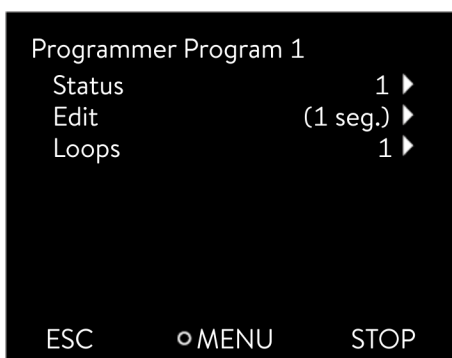 Programmer Program 1
Status 1
Edit (1 seg.)
Loops 1
ESC MENU STOP